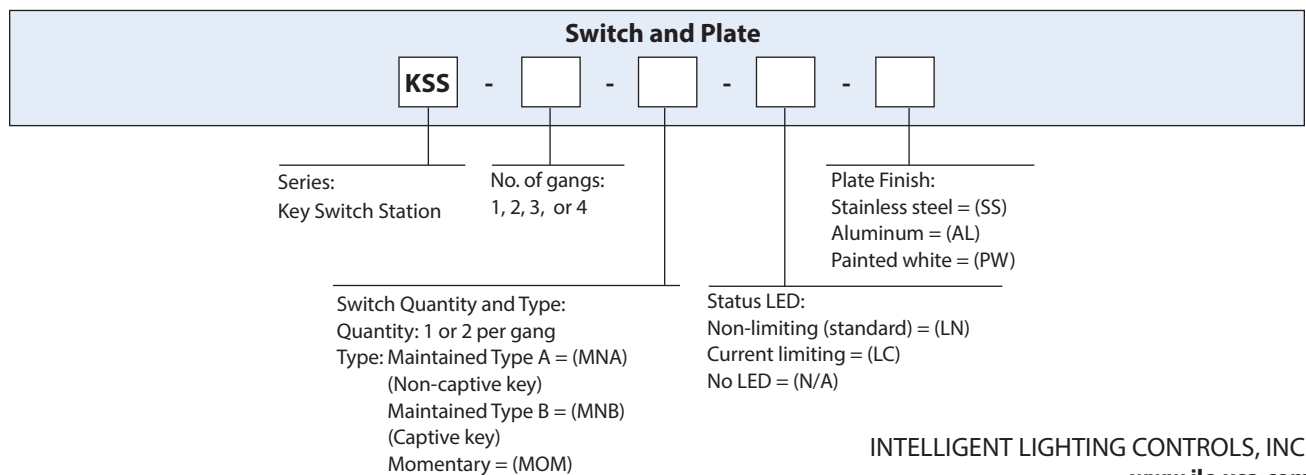 Switch and Plate
KSS - - - -
Series:
Key Switch Station
No. of gangs:
1, 2, 3, or 4
Plate Finish:
Stainless steel = (SS)
Aluminum = (AL)
Painted white = (PW)
Switch Quantity and Type:
Quantity: 1 or 2 per gang
Type: Maintained Type A = (MNA)
(Non-captive key)
Maintained Type B = (MNB)
(Captive key)
Momentary = (MOM)
Status LED:
Non-limiting (standard) = (LN)
Current limiting = (LC)
No LED = (N/A)
INTELLIGENT LIGHTING CONTROLS, INC